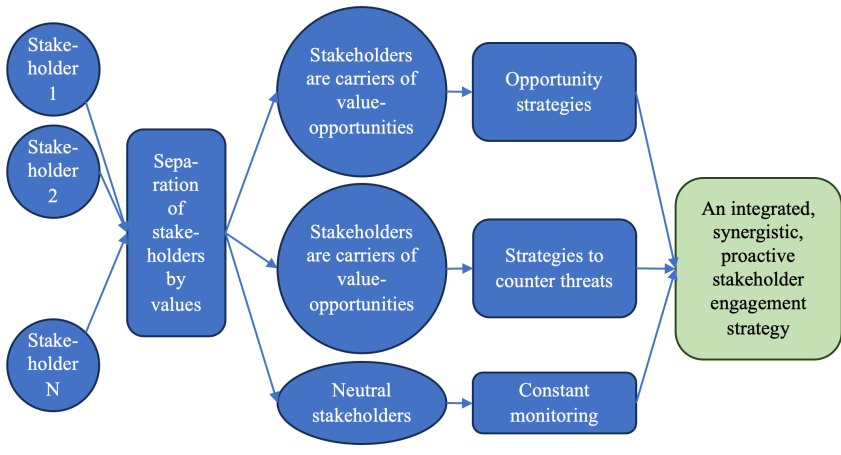 Stake-
holder
1
Stake-
holder
2
Stake-
holder
N
Sepa-
ration
of
stake-
holders
by
values
Stakeholders
are carriers of
value-
opportunities
Opportunity
strategies
Stakeholders
are carriers of
value-
opportunities
Strategies to
counter threats
Neutral
stakeholders
Constant
monitoring
An integrated,
synergistic,
proactive
stakeholder
engagement
strategy